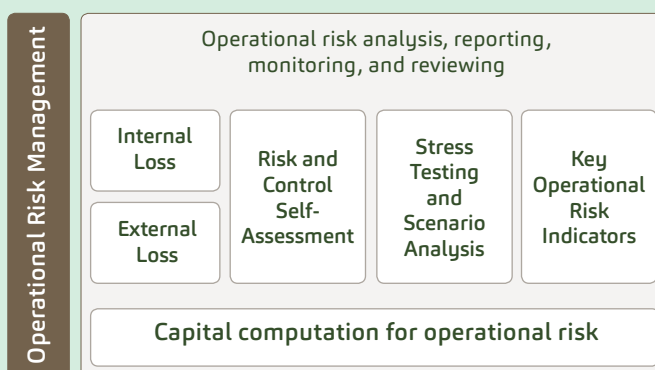 Operational Risk Management
Operational risk analysis, reporting,
monitoring, and reviewing
Internal
Loss
External
Loss
Risk and
Control
Self-
Assessment
Stress
Testing
and
Scenario
Analysis
Key
Operational
Risk
Indicators
Capital computation for operational risk